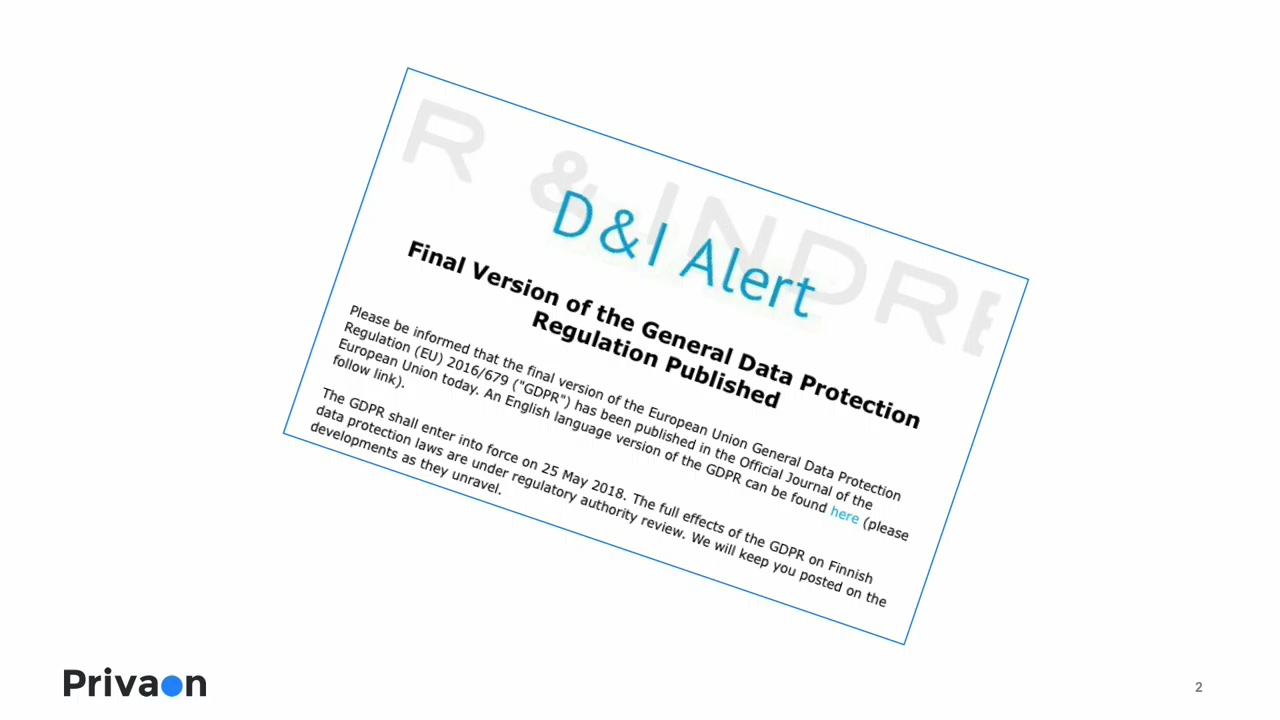 R & INDRE
D&I Alert
Final Version of the General Data Protection
Regulation Published
Please be informed that the final version of the European Union General Data Protection
Regulation (EU) 2016/679 ("GDPR") has been published in the Official Journal of the
European Union today. An English language version of the GDPR can be found here (please
follow link).
The GDPR shall enter into force on 25 May 2018. The full effects of the GDPR on Finnish
data protection laws are under regulatory authority review. We will keep you posted on the
developments as they unravel.
Privaon
2